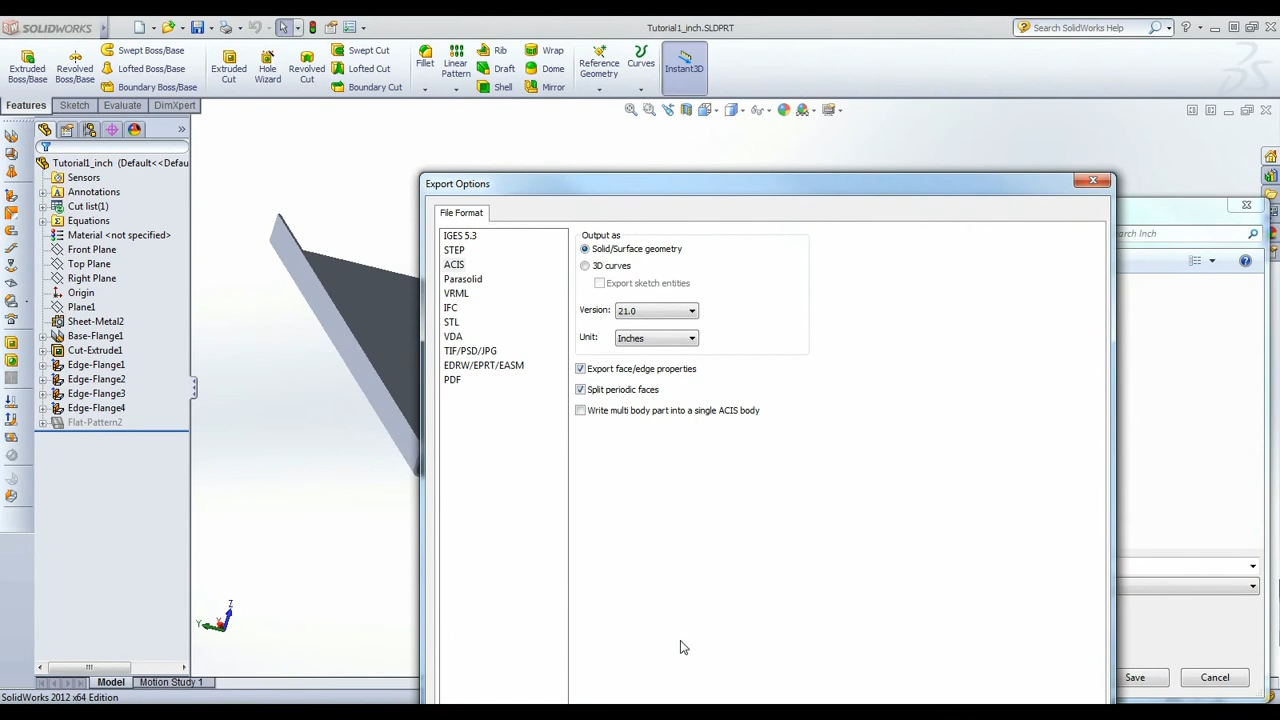 SOLIDWORKS
Tutorial1_inch.SLDPRT
Search SolidWorks Help
Extruded Boss/Base
Revolved Boss/Base
Swept Boss/Base
Lofted Boss/Base
Boundary Boss/Base
Extruded Cut
Hole Wizard
Revolved Cut
Swept Cut
Lofted Cut
Boundary Cut
Fillet
Linear Pattern
Rib
Draft
Shell
Wrap
Dome
Mirror
Reference Geometry
Curves
Instant3D
Features
Sketch
Evaluate
DimXpert
Tutorial1_inch (Default<<Defau
Sensors
Annotations
Cut list(1)
Equations
Material <not specified>
Front Plane
Top Plane
Right Plane
Origin
Plane1
Sheet-Metal2
Base-Flange1
Cut-Extrude1
Edge-Flange1
Edge-Flange2
Edge-Flange3
Edge-Flange4
Flat-Pattern2
Export Options
File Format
IGES 5.3
STEP
ACIS
Parasolid
VRML
IFC
STL
VDA
TIF/PSD/JPG
EDRW/EPRT/EASM
PDF
Output as
Solid/Surface geometry
3D curves
Export sketch entities
Version: 21.0
Unit: Inches
Export face/edge properties
Split periodic faces
Write multi body part into a single ACIS body
Save
Cancel
Z
Y
Model
Motion Study 1
SolidWorks 2012 x64 Edition